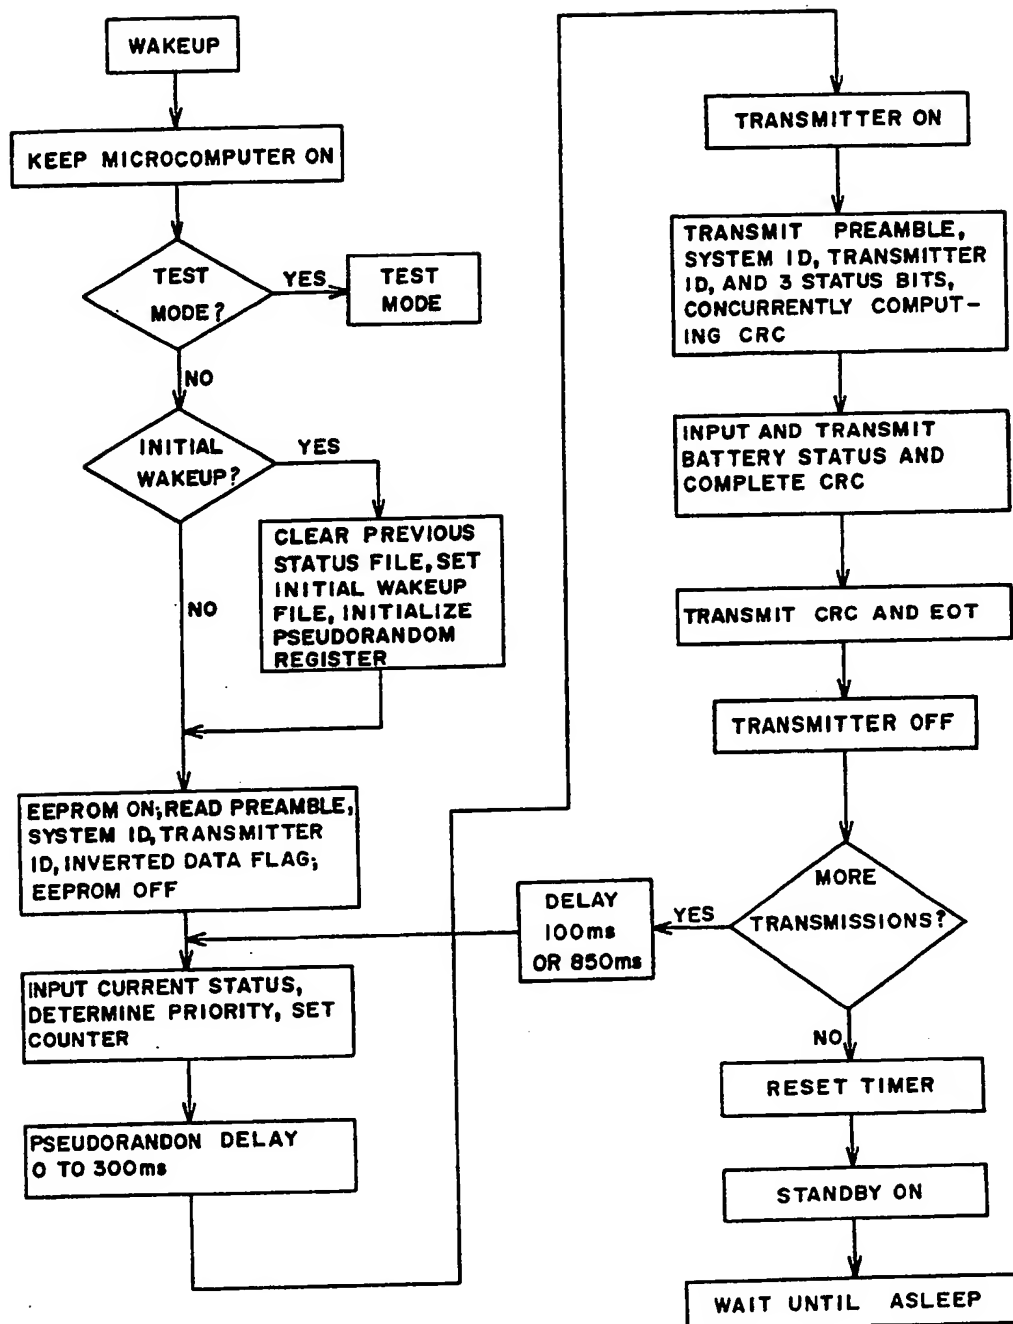 WAKEUP
KEEP MICROCOMPUTER ON
TEST
MODE?
YES
TEST
MODE
NO
INITIAL
WAKEUP?
YES
CLEAR PREVIOUS
STATUS FILE, SET
INITIAL WAKEUP
FILE, INITIALIZE
PSEUDORANDOM
REGISTER
NO
EEPROM ON; READ PREAMBLE,
SYSTEM ID, TRANSMITTER
ID, INVERTED DATA FLAG;
EEPROM OFF
INPUT CURRENT STATUS,
DETERMINE PRIORITY, SET
COUNTER
PSEUDORANDON DELAY
0 TO 300ms
TRANSMITTER ON
TRANSMIT PREAMBLE,
SYSTEM ID, TRANSMITTER
ID, AND 3 STATUS BITS,
CONCURRENTLY COMPUT-
ING CRC
INPUT AND TRANSMIT
BATTERY STATUS AND
COMPLETE CRC
TRANSMIT CRC AND EOT
TRANSMITTER OFF
MORE
TRANSMISSIONS?
YES
DELAY
100ms
OR 850ms
NO
RESET TIMER
STANDBY ON
WAIT UNTIL ASLEEP